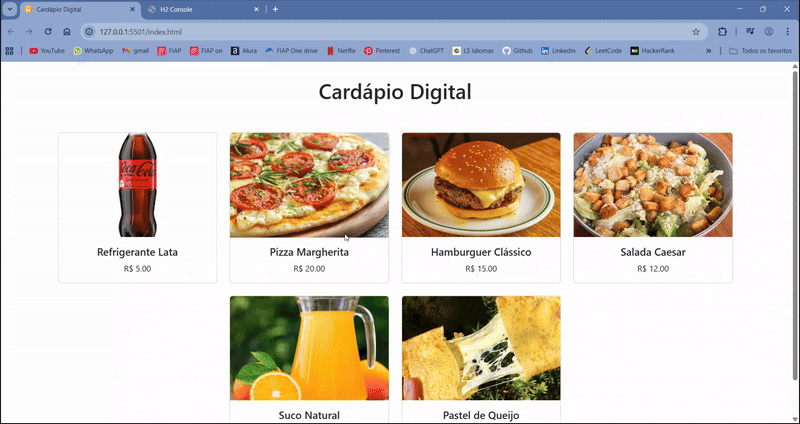 Cardápio Digital
H2 Console
127.0.0.1:5501/index.html
YouTube WhatsApp gmail FIAP FIAP on Alura FIAP One drive Netflix Pinterest ChatGPT LS Idiomas Github LinkedIn LeetCode HackerRank » Todos os favoritos
Cardápio Digital
Coca-Cola
Refrigerante Lata
R$ 5.00
Pizza Margherita
R$ 20.00
Hamburguer Clássico
R$ 15.00
Salada Caesar
R$ 12.00
Suco Natural
Pastel de Queijo